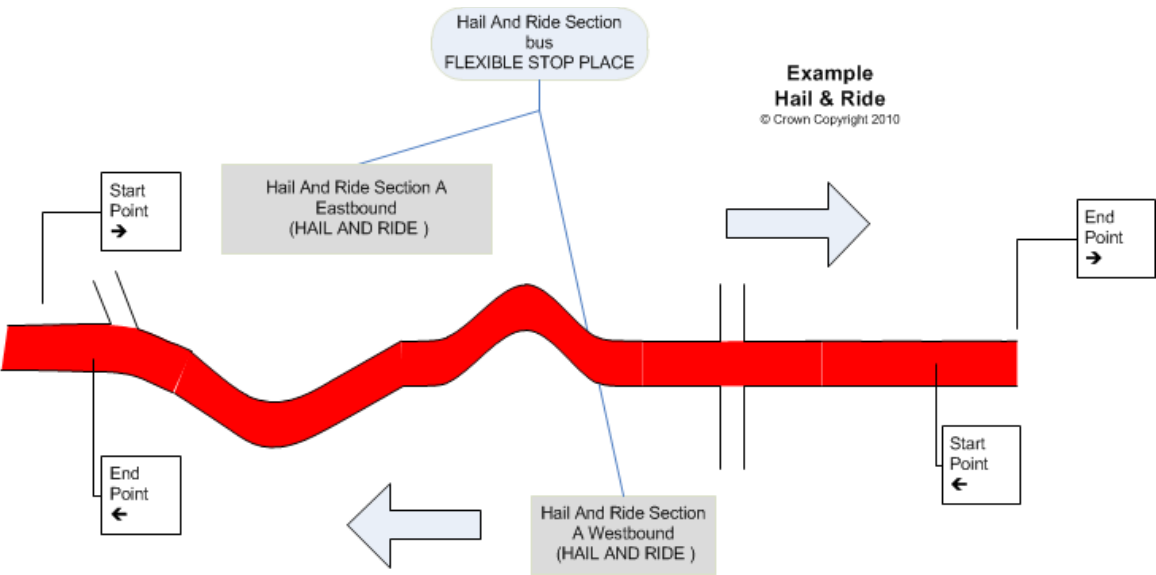 Hail And Ride Section
bus
FLEXIBLE STOP PLACE
Example
Hail & Ride
© Crown Copyright 2010
Start
Point
→
Hail And Ride Section A
Eastbound
(HAIL AND RIDE )
End
Point
→
End
Point
←
Start
Point
←
Hail And Ride Section
A Westbound
(HAIL AND RIDE )